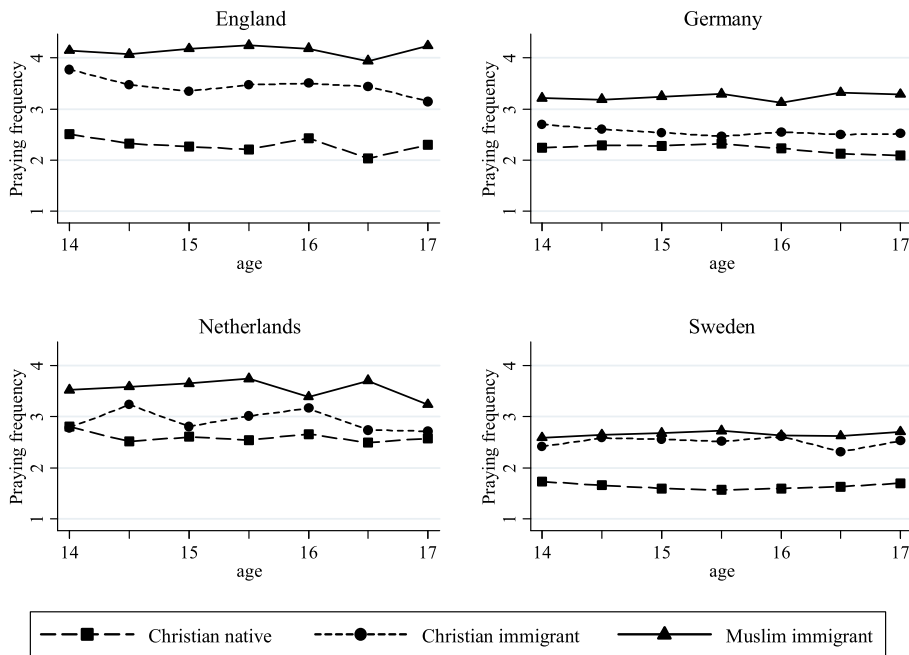 England
Praying frequency
4
3
2
1
14 15 16 17
age
Germany
Praying frequency
4
3
2
1
14 15 16 17
age
Netherlands
Praying frequency
4
3
2
1
14 15 16 17
age
Sweden
Praying frequency
4
3
2
1
14 15 16 17
age
Christian native Christian immigrant Muslim immigrant